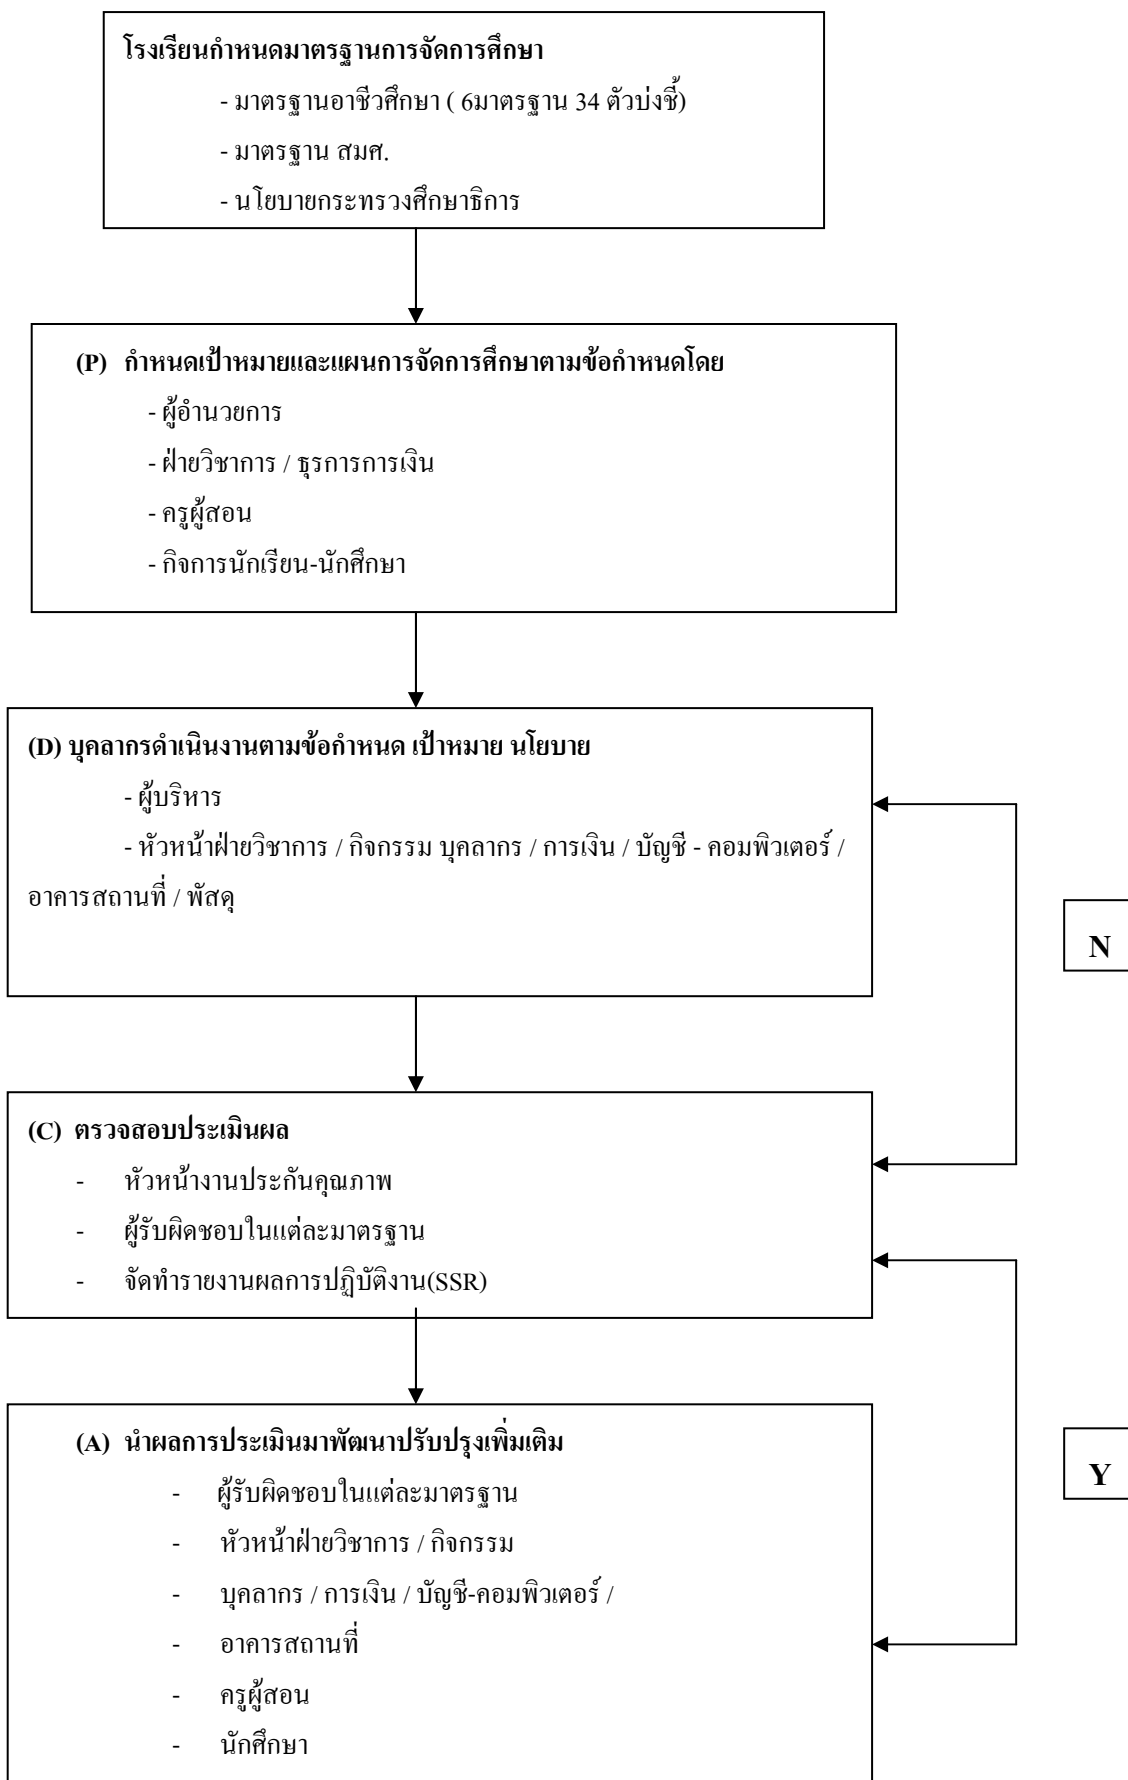 โรงเรียนกำหนดมาตรฐานการจัดการศึกษา
- มาตรฐานอาชีวศึกษา ( 6มาตรฐาน 34 ตัวบ่งชี้)
- มาตรฐาน สมศ.
- นโยบายกระทรวงศึกษาธิการ
(P) กำหนดเป้าหมายและแผนการจัดการศึกษาตามข้อกำหนดโดย
- ผู้อำนวยการ
- ฝ่ายวิชาการ / ธุรการการเงิน
- ครูผู้สอน
- กิจการนักเรียน-นักศึกษา
(D) บุคลากรดำเนินงานตามข้อกำหนด เป้าหมาย นโยบาย
- ผู้บริหาร
- หัวหน้าฝ่ายวิชาการ / กิจกรรม บุคลากร / การเงิน / บัญชี - คอมพิวเตอร์ /
อาคารสถานที่ / พัสดุ
N
(C) ตรวจสอบประเมินผล
- หัวหน้างานประกันคุณภาพ
- ผู้รับผิดชอบในแต่ละมาตรฐาน
- จัดทำรายงานผลการปฏิบัติงาน(SSR)
(A) นำผลการประเมินมาพัฒนาปรับปรุงเพิ่มเติม
Y
- ผู้รับผิดชอบในแต่ละมาตรฐาน
- หัวหน้าฝ่ายวิชาการ / กิจกรรม
- บุคลากร / การเงิน / บัญชี-คอมพิวเตอร์ /
- อาคารสถานที่
- ครูผู้สอน
- นักศึกษา